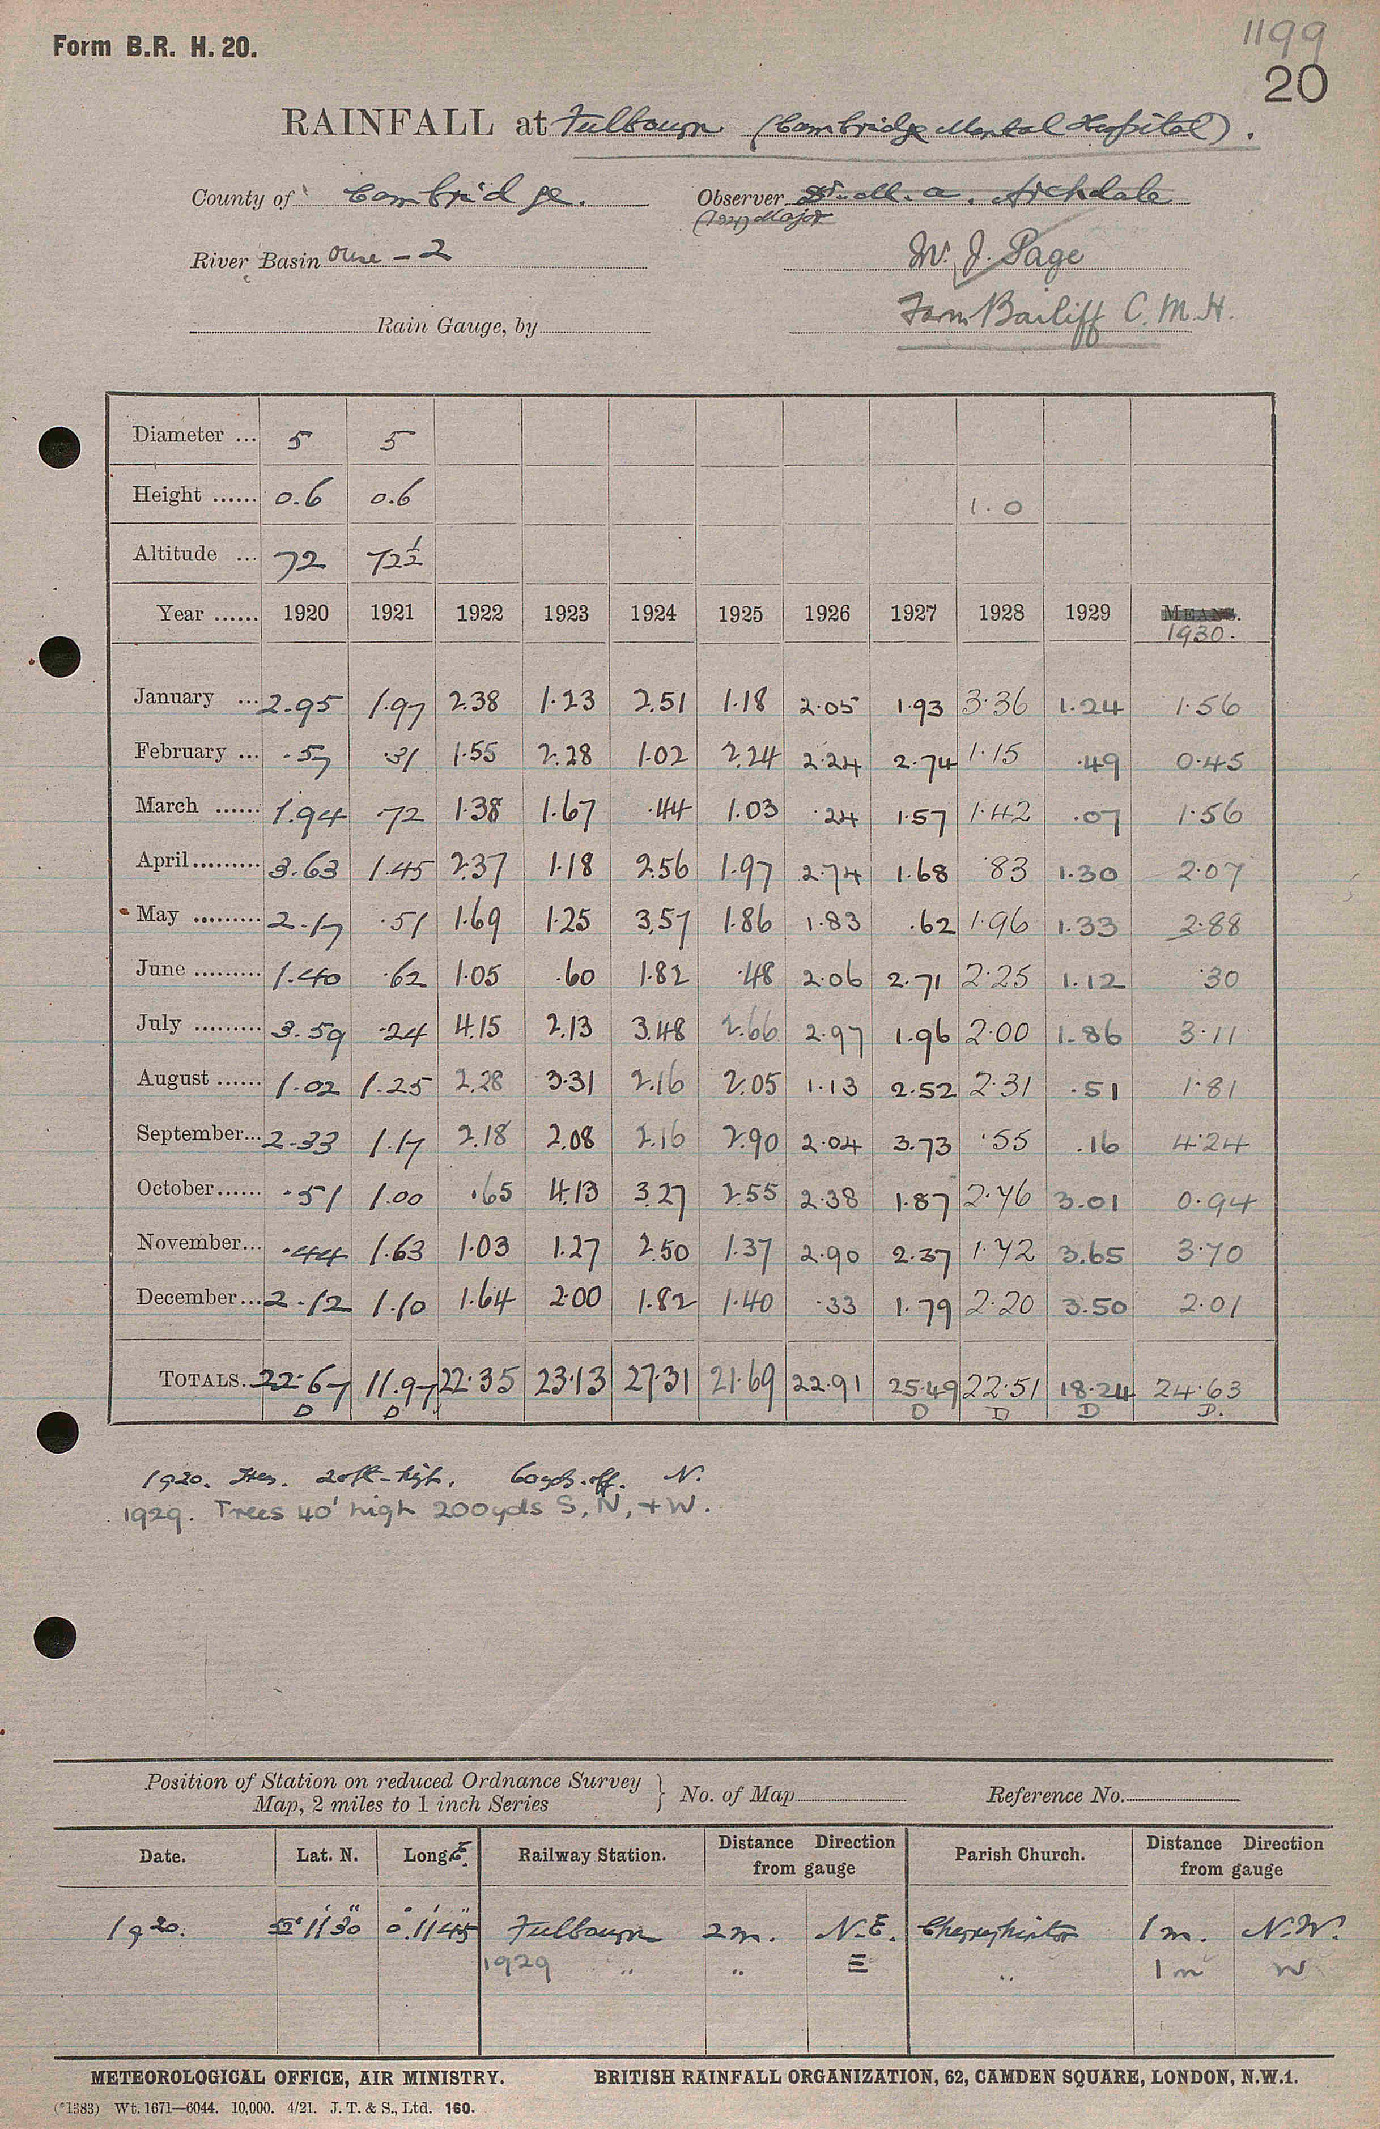 Form B.R. H. 20.
1199
20
RAINFALL at Fulbourn (Cambridge Mental Hospital).
County of Cambridge. Observer Dr. M. A. Archdale
(1921) Major
River Basin Ouse - 2 W. J. Page
Rain Gauge, by Farm Bailiff C. M. H.
Diameter ... 5 5
Height ...... 0.6 0.6 1.0
Altitude ... 72 72½
Year ...... 1920 1921 1922 1923 1924 1925 1926 1927 1928 1929 MEANS.
1930.
January ... 2.95 1.97 2.38 1.23 2.51 1.18 2.05 1.93 3.36 1.24 1.56
February ... .57 .31 1.55 2.28 1.02 2.24 2.24 2.74 1.15 .49 0.45
March ...... 1.94 .72 1.38 1.67 .44 1.03 .24 1.57 1.42 .07 1.56
April ......... 3.63 1.45 2.37 1.18 2.56 1.97 2.74 1.68 .83 1.30 2.07
May ......... 2.17 .51 1.69 1.25 3.57 1.86 1.83 .62 1.96 1.33 2.88
June ......... 1.40 .62 1.05 .60 1.82 .48 2.06 2.71 2.25 1.12 .30
July ......... 3.59 .24 4.15 2.13 3.48 2.66 2.97 1.96 2.00 1.86 3.11
August ...... 1.02 1.25 2.28 3.31 2.16 2.05 1.13 2.52 2.31 .51 1.81
September... 2.33 1.17 2.18 2.08 2.16 2.90 2.04 3.73 .55 .16 4.24
October...... .51 1.00 .65 4.13 3.27 2.55 2.38 1.87 2.76 3.01 0.94
November... .44 1.63 1.03 1.27 2.50 1.37 2.90 2.37 1.72 3.65 3.70
December... 2.12 1.10 1.64 2.00 1.82 1.40 .33 1.79 2.20 3.50 2.01
TOTALS... 22.67 11.97 22.35 23.13 27.31 21.69 22.91 25.49 22.51 18.24 24.63
D D D D D D.
1920. Trees. 20ft. high. 60yds. off. N.
1929. Trees 40' high 200yds S, N, + W.
Position of Station on reduced Ordnance Survey
Map, 2 miles to 1 inch Series } No. of Map Reference No.
Date. Lat. N. Long E. Railway Station. Distance Direction from gauge Parish Church. Distance Direction from gauge
1920. 52° 11' 30" 0° 11' 45" Fulbourn 2 m. N.E. Cherryhinton 1 m. N.W.
1929 " " E " 1 m W
METEOROLOGICAL OFFICE, AIR MINISTRY. BRITISH RAINFALL ORGANIZATION, 62, CAMDEN SQUARE, LONDON, N.W.1.
(*1383) Wt. 1671—6044. 10,000. 4/21. J. T. & S., Ltd. 160.